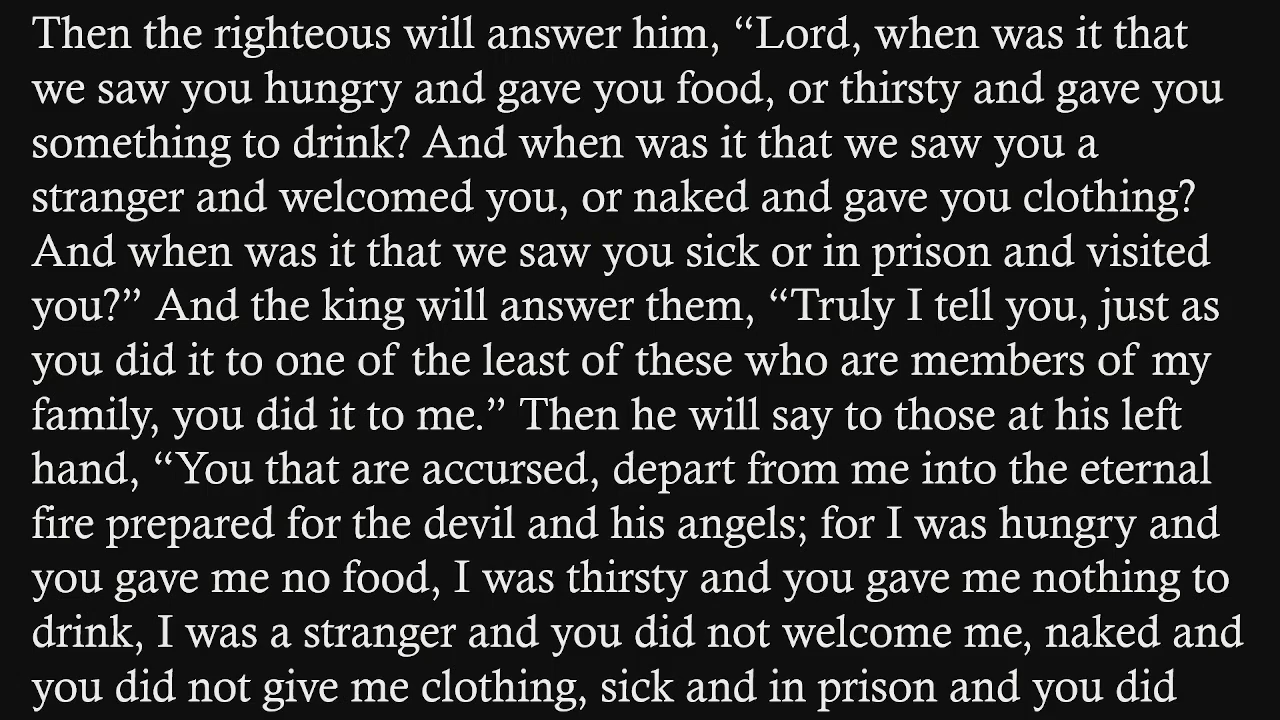 Then the righteous will answer him, “Lord, when was it that
we saw you hungry and gave you food, or thirsty and gave you
something to drink? And when was it that we saw you a
stranger and welcomed you, or naked and gave you clothing?
And when was it that we saw you sick or in prison and visited
you?” And the king will answer them, “Truly I tell you, just as
you did it to one of the least of these who are members of my
family, you did it to me.” Then he will say to those at his left
hand, “You that are accursed, depart from me into the eternal
fire prepared for the devil and his angels; for I was hungry and
you gave me no food, I was thirsty and you gave me nothing to
drink, I was a stranger and you did not welcome me, naked and
you did not give me clothing, sick and in prison and you did